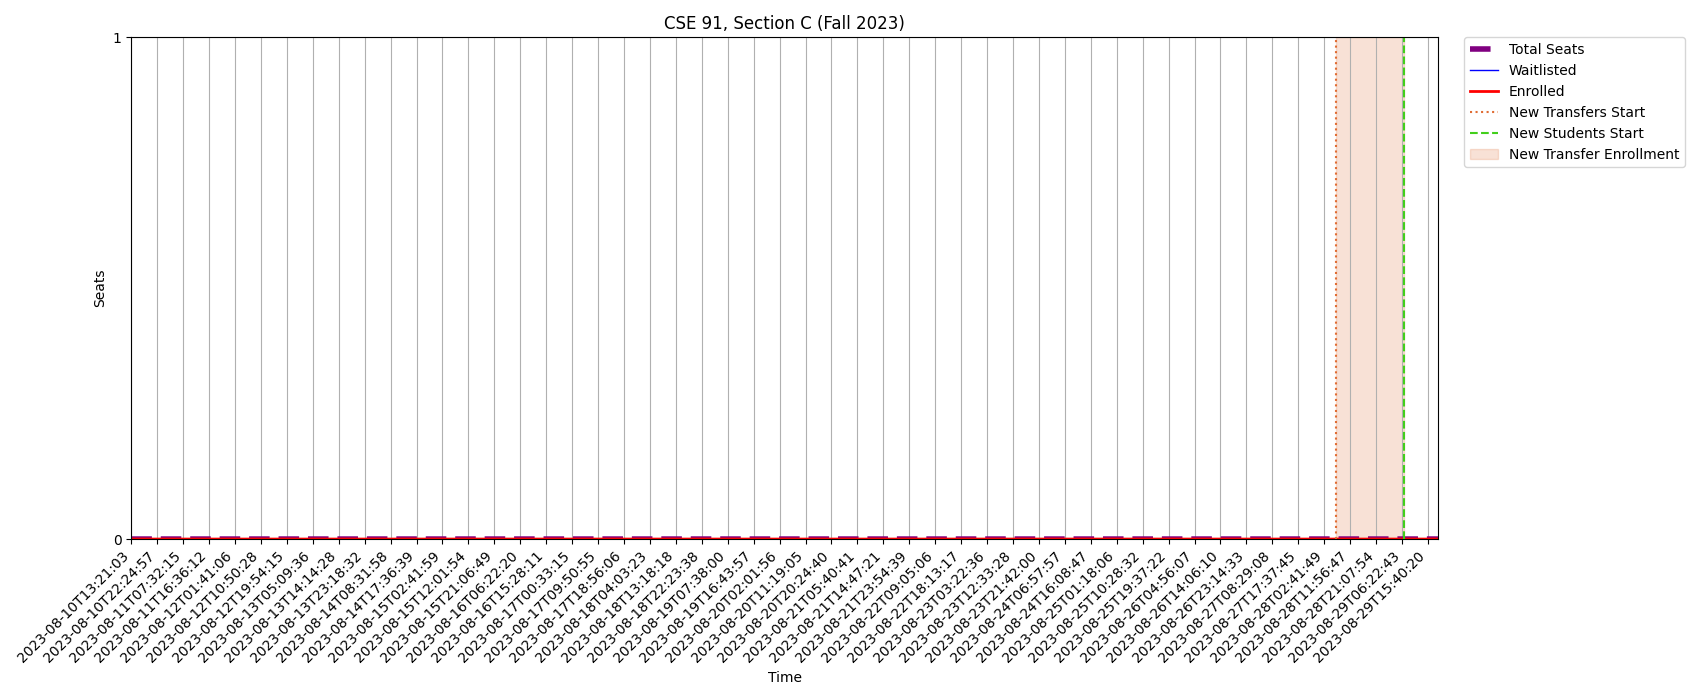 CSE 91, Section C (Fall 2023)
1
0
Seats
Total Seats
Waitlisted
Enrolled
New Transfers Start
New Students Start
New Transfer Enrollment
2023-08-10T13:21:03
2023-08-10T22:24:57
2023-08-11T07:32:15
2023-08-11T16:36:12
2023-08-12T01:41:06
2023-08-12T10:50:28
2023-08-12T19:54:15
2023-08-13T05:09:36
2023-08-13T14:14:28
2023-08-13T23:18:32
2023-08-14T08:31:58
2023-08-14T17:36:39
2023-08-15T02:41:59
2023-08-15T12:01:54
2023-08-15T21:06:49
2023-08-16T06:22:20
2023-08-16T15:28:11
2023-08-17T00:33:15
2023-08-17T09:50:55
2023-08-17T18:56:06
2023-08-18T04:03:23
2023-08-18T13:18:18
2023-08-18T22:23:38
2023-08-19T07:38:00
2023-08-19T16:43:57
2023-08-20T02:01:56
2023-08-20T11:19:05
2023-08-20T20:24:40
2023-08-21T05:40:41
2023-08-21T14:47:21
2023-08-21T23:54:39
2023-08-22T09:05:06
2023-08-22T18:13:17
2023-08-23T03:22:36
2023-08-23T12:33:28
2023-08-23T21:42:00
2023-08-24T06:57:57
2023-08-24T16:08:47
2023-08-25T01:18:06
2023-08-25T10:28:32
2023-08-25T19:37:22
2023-08-26T04:56:07
2023-08-26T14:06:10
2023-08-26T23:14:33
2023-08-27T08:29:08
2023-08-27T17:37:45
2023-08-28T02:41:49
2023-08-28T11:56:47
2023-08-28T21:07:54
2023-08-29T06:22:43
2023-08-29T15:40:20
Time